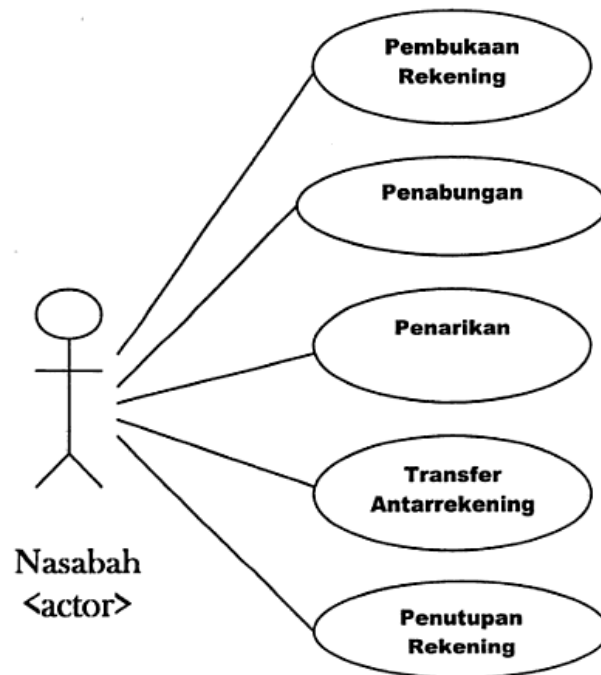 Pembukaan
Rekening
Penabungan
Penarikan
Transfer
Antarrekening
Penutupan
Rekening
Nasabah
<actor>